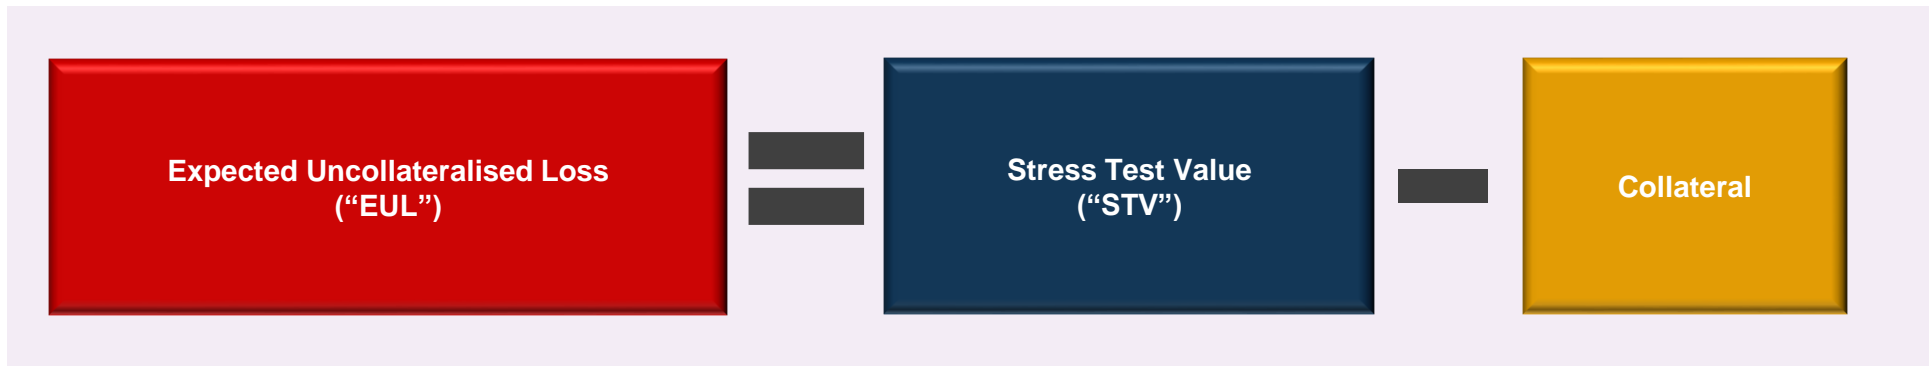 Expected Uncollateralised Loss
(“EUL”)
Stress Test Value
(“STV”)
Collateral